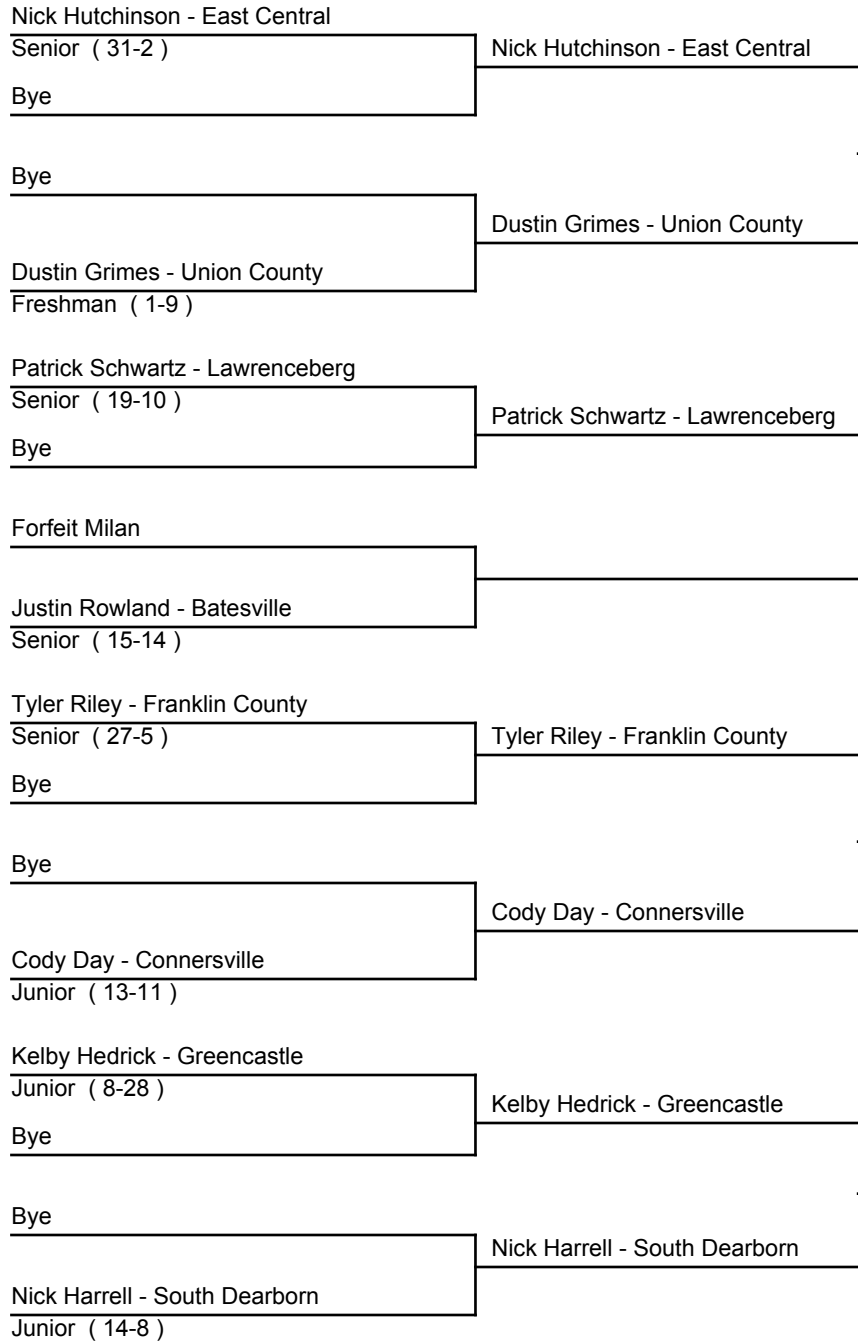 Nick Hutchinson - East Central
Senior ( 31-2 )
Nick Hutchinson - East Central
Bye
Bye
Dustin Grimes - Union County
Dustin Grimes - Union County
Freshman ( 1-9 )
Patrick Schwartz - Lawrenceberg
Senior ( 19-10 )
Patrick Schwartz - Lawrenceberg
Bye
Forfeit Milan
Justin Rowland - Batesville
Senior ( 15-14 )
Tyler Riley - Franklin County
Senior ( 27-5 )
Tyler Riley - Franklin County
Bye
Bye
Cody Day - Connersville
Cody Day - Connersville
Junior ( 13-11 )
Kelby Hedrick - Greencastle
Junior ( 8-28 )
Kelby Hedrick - Greencastle
Bye
Bye
Nick Harrell - South Dearborn
Nick Harrell - South Dearborn
Junior ( 14-8 )